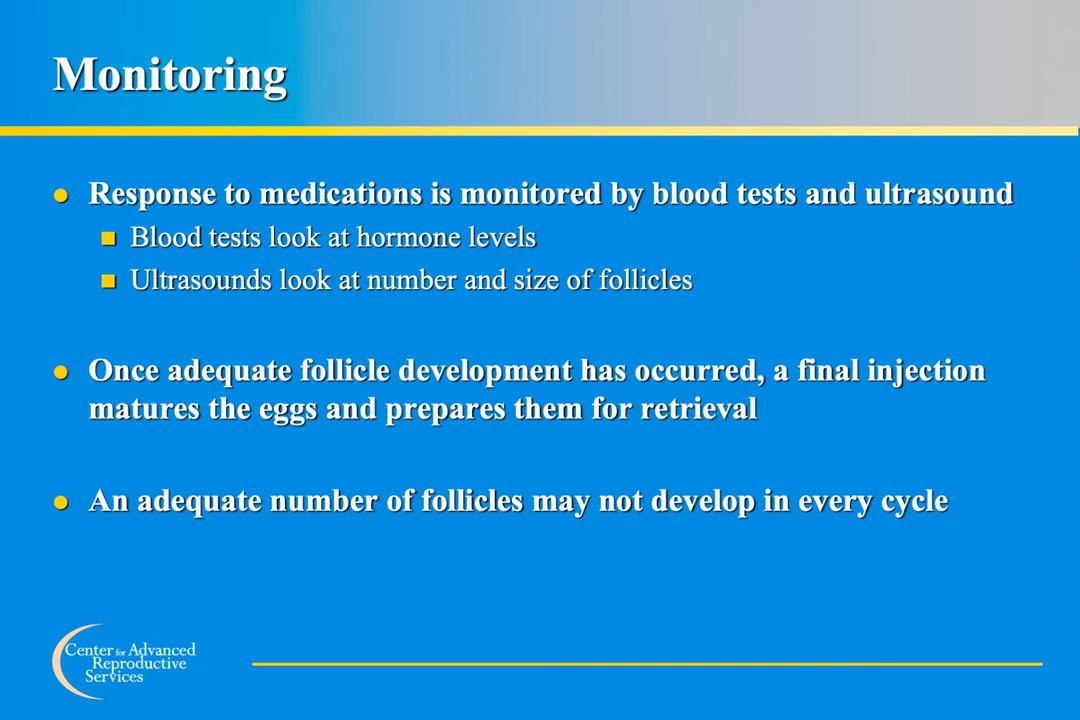 Monitoring
Response to medications is monitored by blood tests and ultrasound
Blood tests look at hormone levels
Ultrasounds look at number and size of follicles
Once adequate follicle development has occurred, a final injection
matures the eggs and prepares them for retrieval
An adequate number of follicles may not develop in every cycle
Center for Advanced
Reproductive
Services